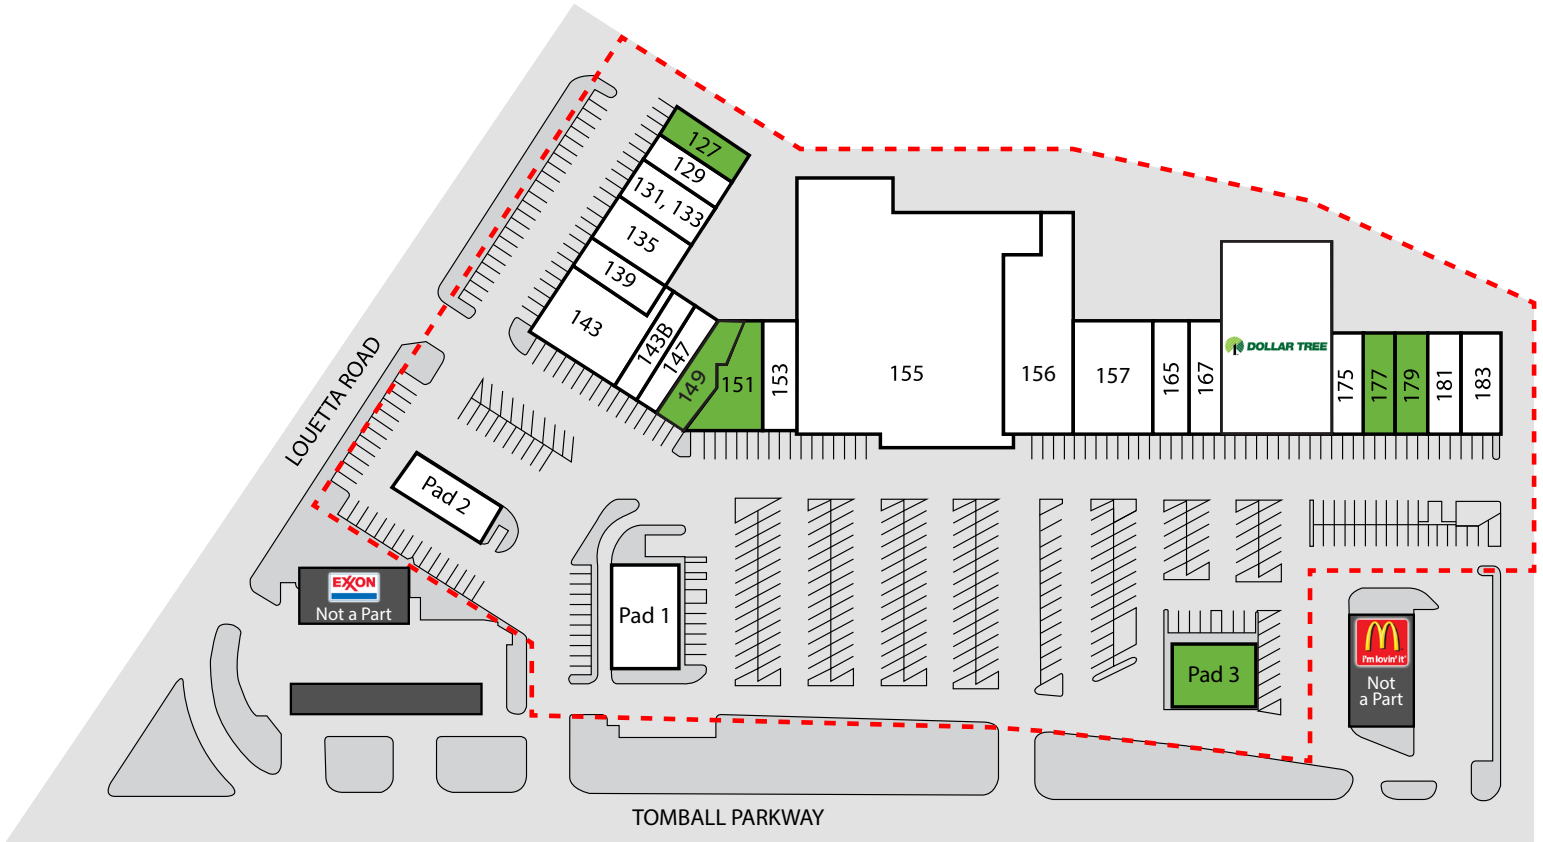 127
129
131, 133
135
139
143
143B
147
149
151
153
155
156
157
165
167
DOLLAR TREE
175
177
179
181
183
LOUETTA ROAD
Pad 2
EXXON
Not a Part
Pad 1
Pad 3
i'm lovin' it
Not
a Part
TOMBALL PARKWAY